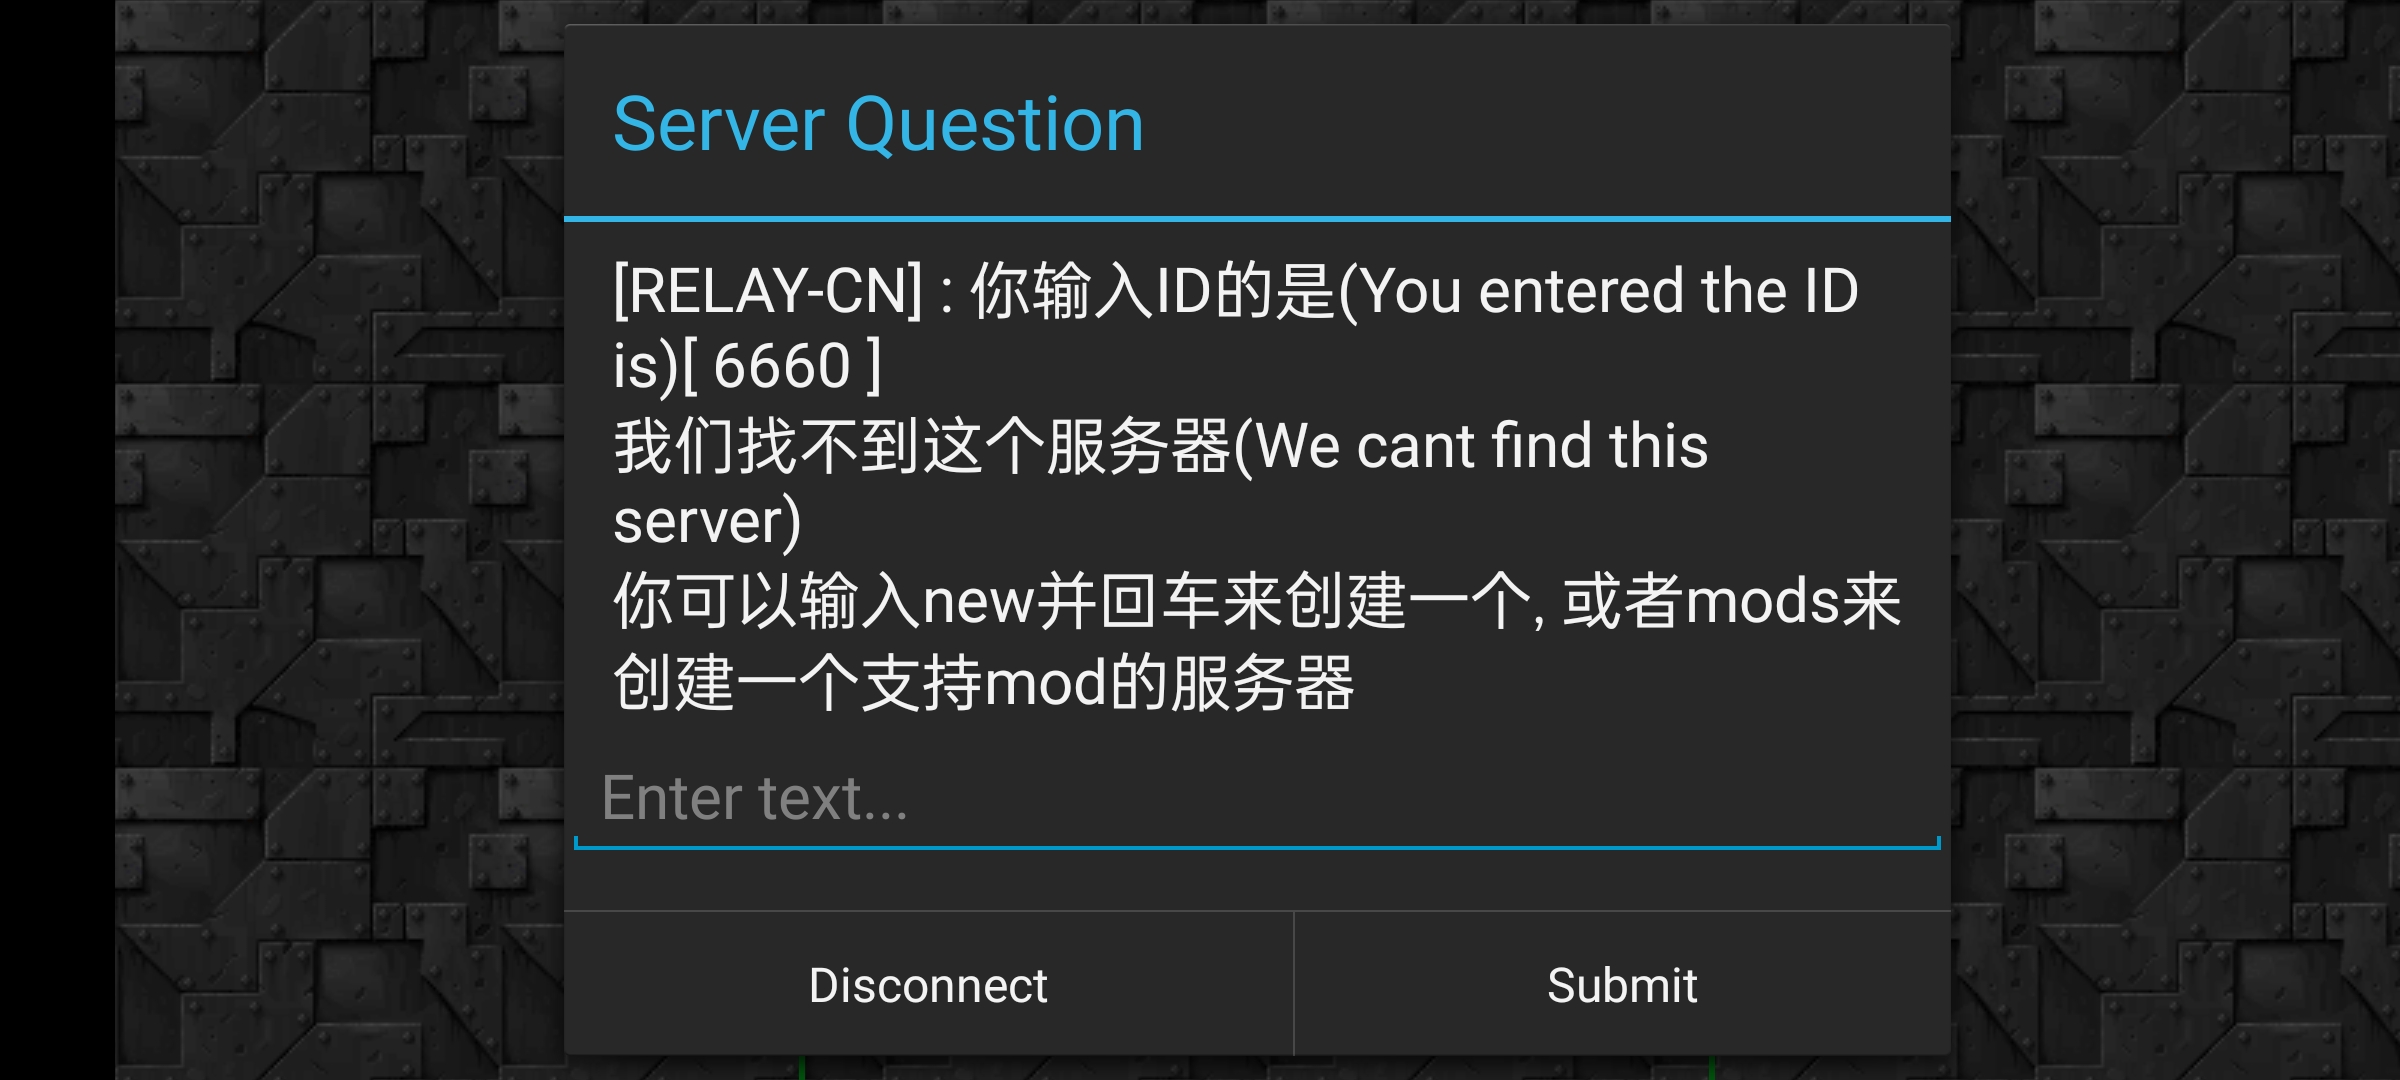 Server Question
[RELAY-CN] : 你输入ID的是(You entered the ID
is)[ 6660 ]
我们找不到这个服务器(We cant find this
server)
你可以输入new并回车来创建一个, 或者mods来
创建一个支持mod的服务器
Enter text...
Disconnect
Submit